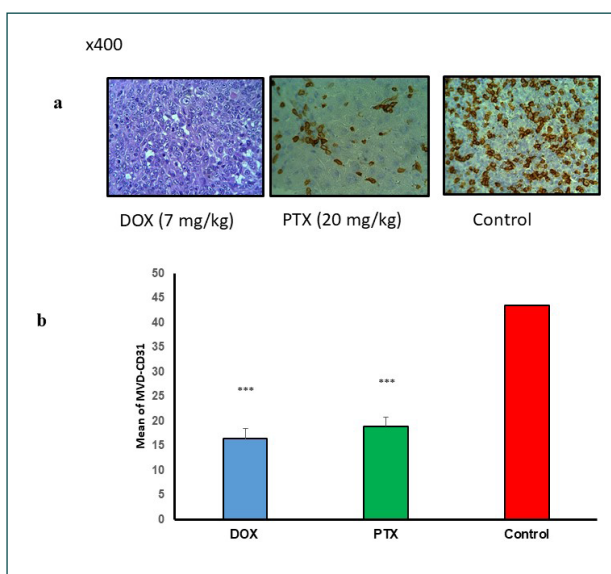 x400
a
DOX (7 mg/kg) PTX (20 mg/kg) Control
b
Mean of MVD-CD31
50
45
40
35
30
25
20
15
10
5
0
*** ***
DOX PTX Control